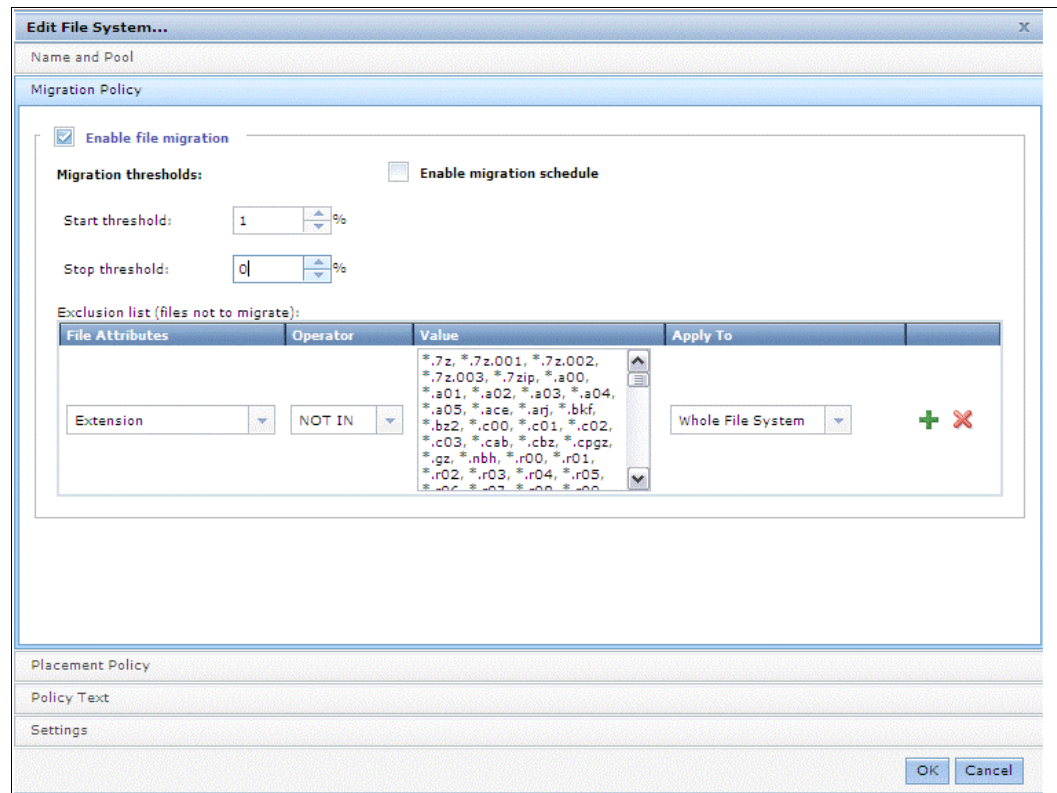 Edit File System...
x
Name and Pool
Migration Policy
Enable file migration
Migration thresholds:
Enable migration schedule
Start threshold:
1
%
Stop threshold:
0
%
Exclusion list (files not to migrate):
File Attributes
Operator
Value
Apply To
Extension
NOT IN
*.7z, *.7z.001, *.7z.002,
*.7z.003, *.7zip, *.a00,
*.a01, *.a02, *.a03, *.a04,
*.a05, *.ace, *.arj, *.bkf,
*.bz2, *.c00, *.c01, *.c02,
*.c03, *.cab, *.cbz, *.cpgz,
*.gz, *.nbh, *.r00, *.r01,
*.r02, *.r03, *.r04, *.r05,
Whole File System
Placement Policy
Policy Text
Settings
OK
Cancel